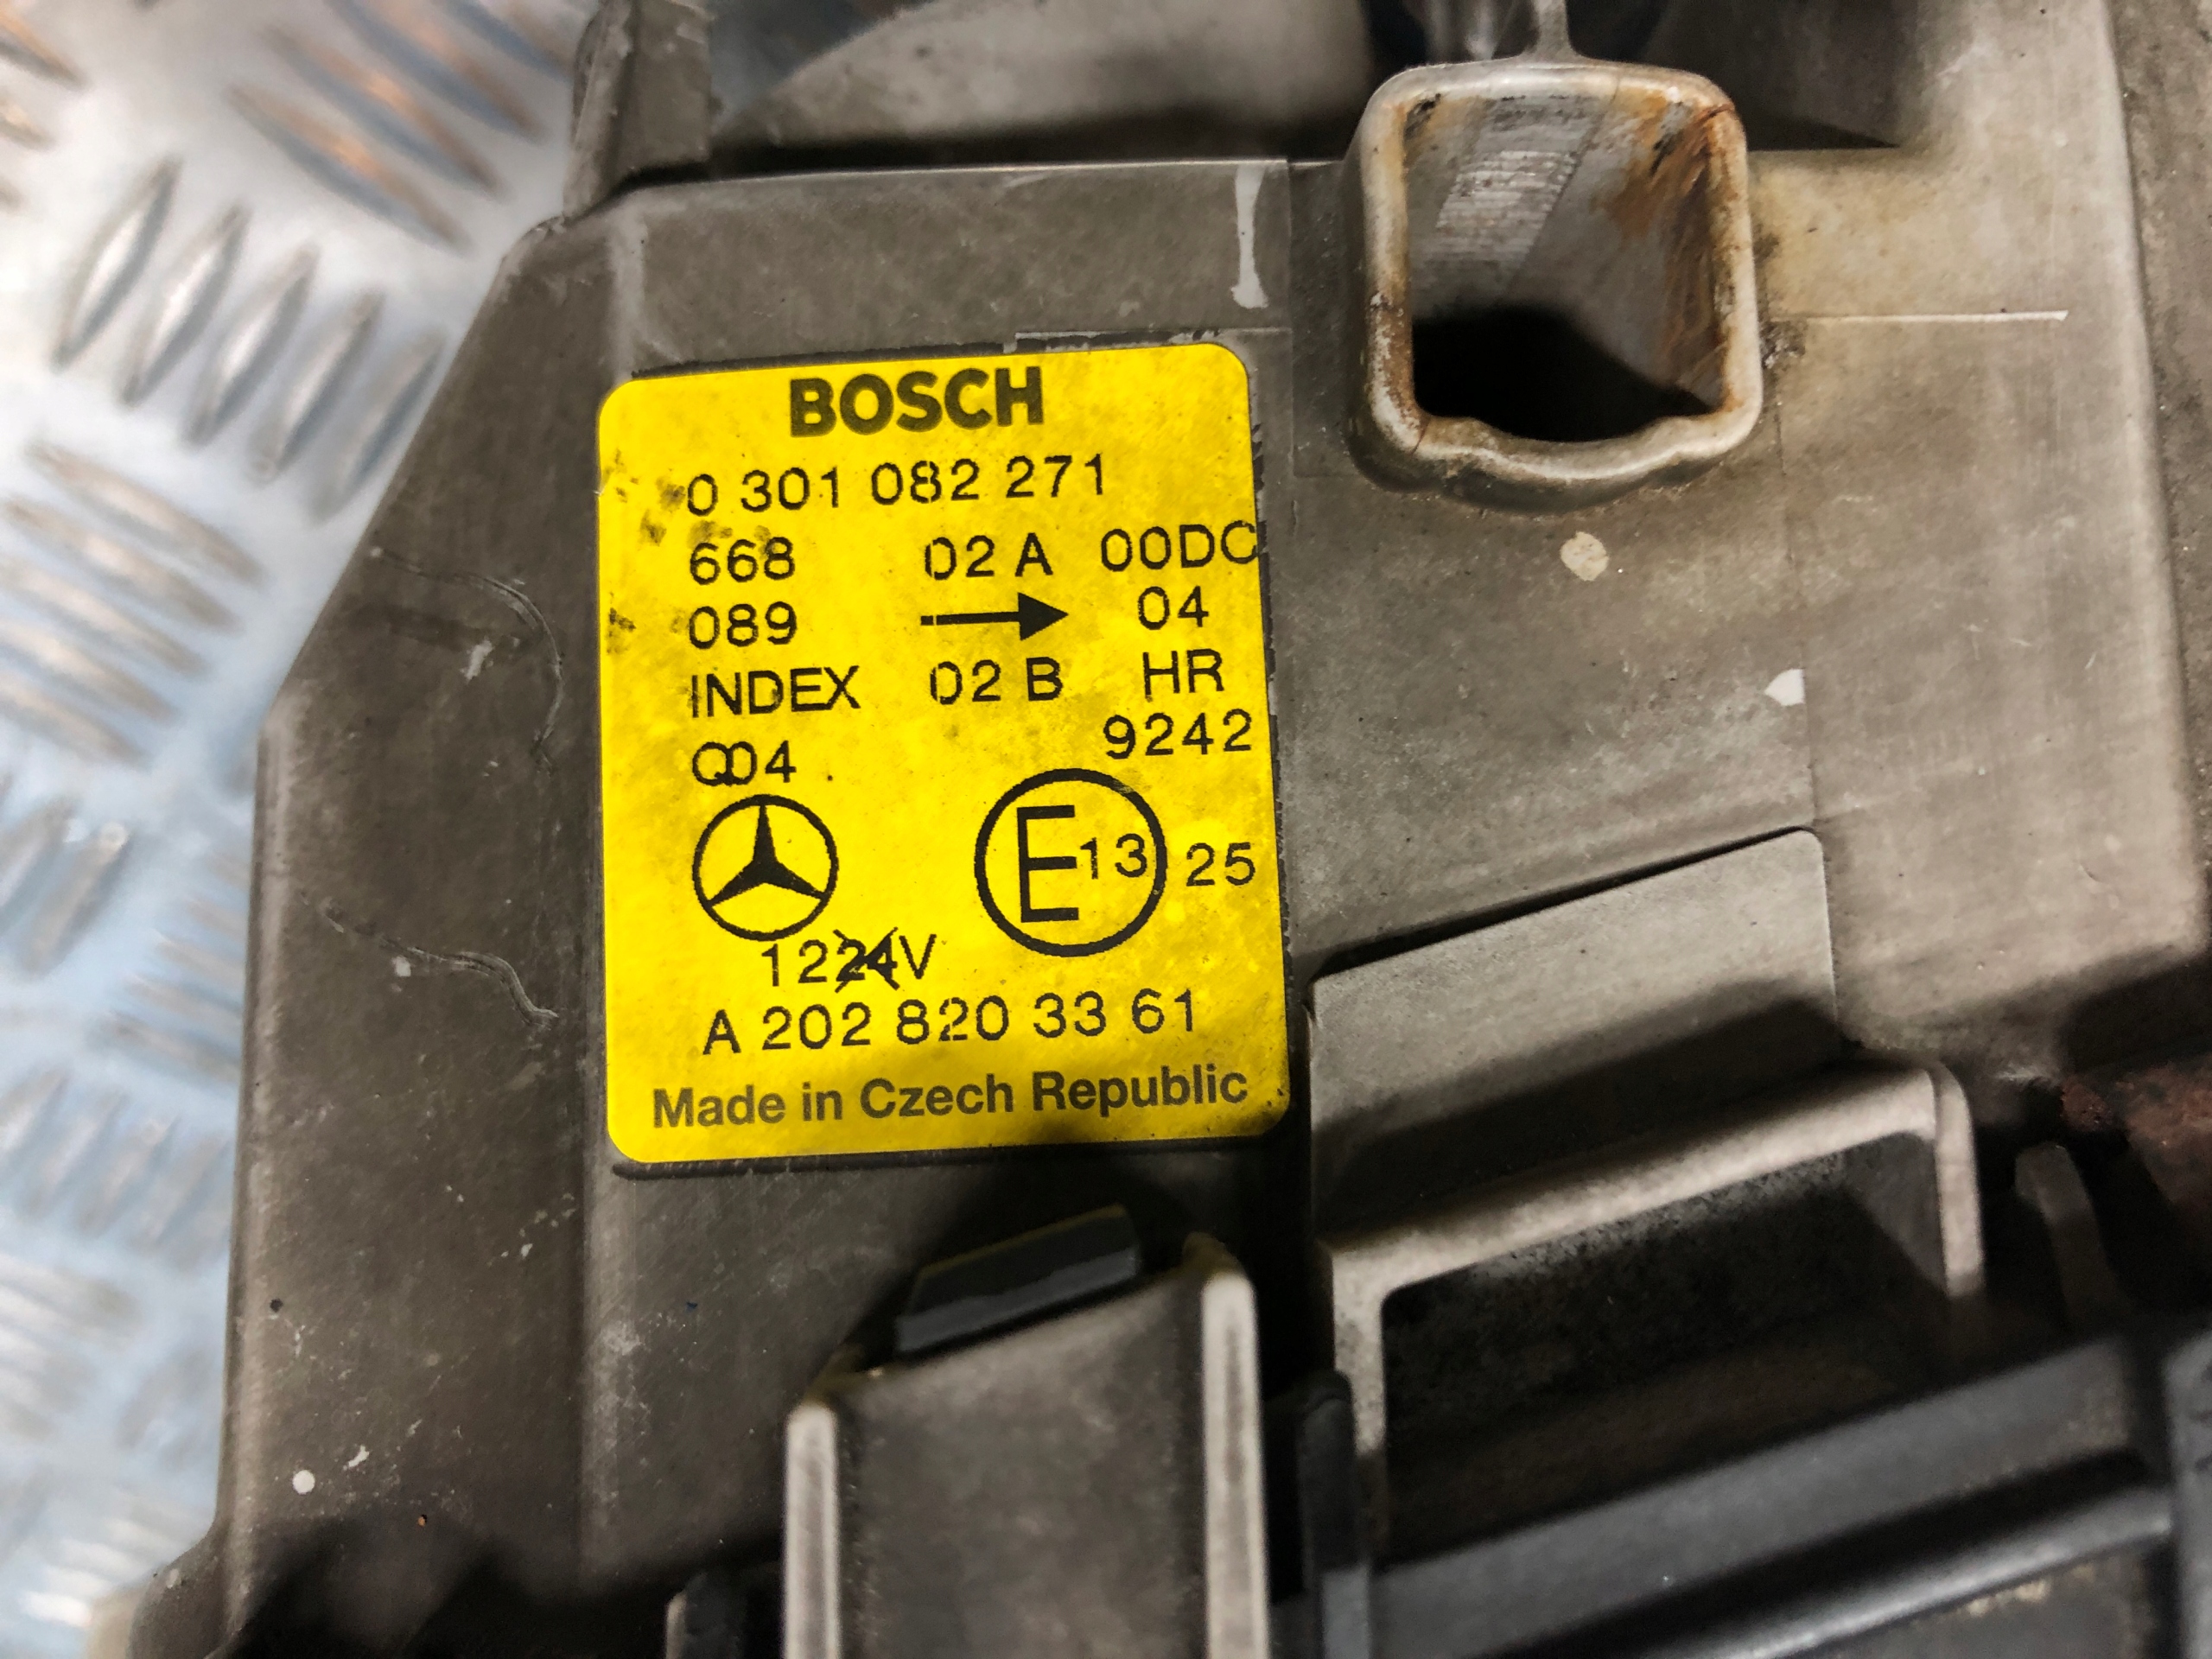 BOSCH
0 301 082 271
668 02 A 00DC
089 → 04
INDEX 02 B HR
Q04 9242
E13 25
1224V
A 202 820 33 61
Made in Czech Republic